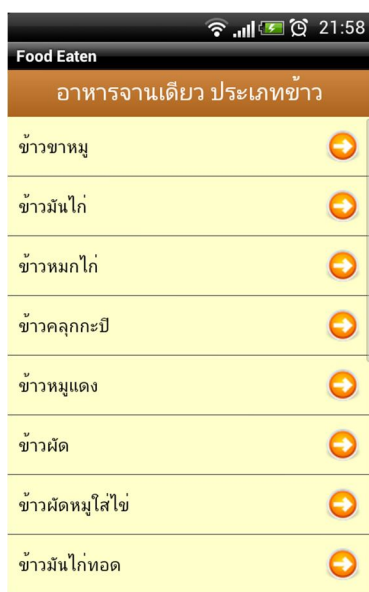 21:58
Food Eaten
อาหารจานเดียว ประเภทข้าว
ข้าวขาหมู
ข้าวมันไก่
ข้าวหมกไก่
ข้าวคลุกกะปิ
ข้าวหมูแดง
ข้าวผัด
ข้าวผัดหมูใส่ไข่
ข้าวมันไก่ทอด